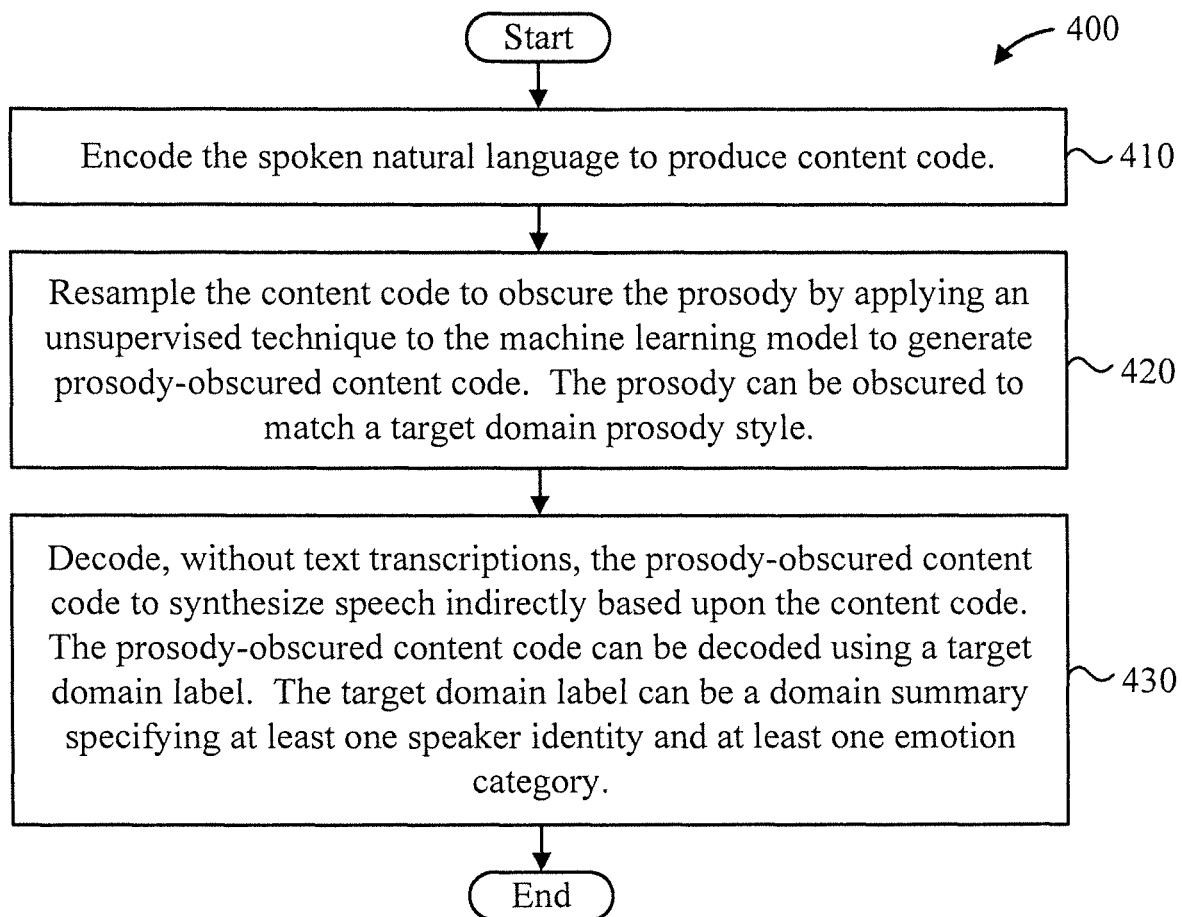 Start
400
Encode the spoken natural language to produce content code.
410
Resample the content code to obscure the prosody by applying an
unsupervised technique to the machine learning model to generate
prosody-obscured content code. The prosody can be obscured to
match a target domain prosody style.
420
Decode, without text transcriptions, the prosody-obscured content
code to synthesize speech indirectly based upon the content code.
The prosody-obscured content code can be decoded using a target
domain label. The target domain label can be a domain summary
specifying at least one speaker identity and at least one emotion
category.
430
End